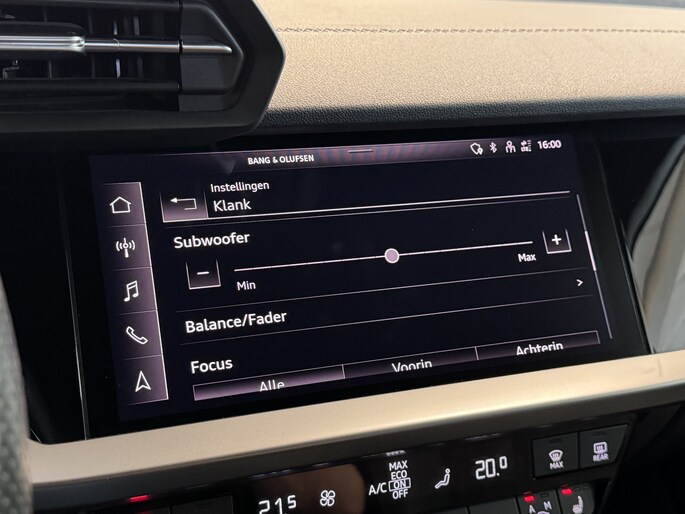 BANG & OLUFSEN
16:00
Instellingen
Klank
Subwoofer
Min
Max
Balance/Fader
Focus
Alle
Voorin
Achterin
21.5
A/C
MAX
ECO
ON
OFF
20.0
MAX
REAR
A M